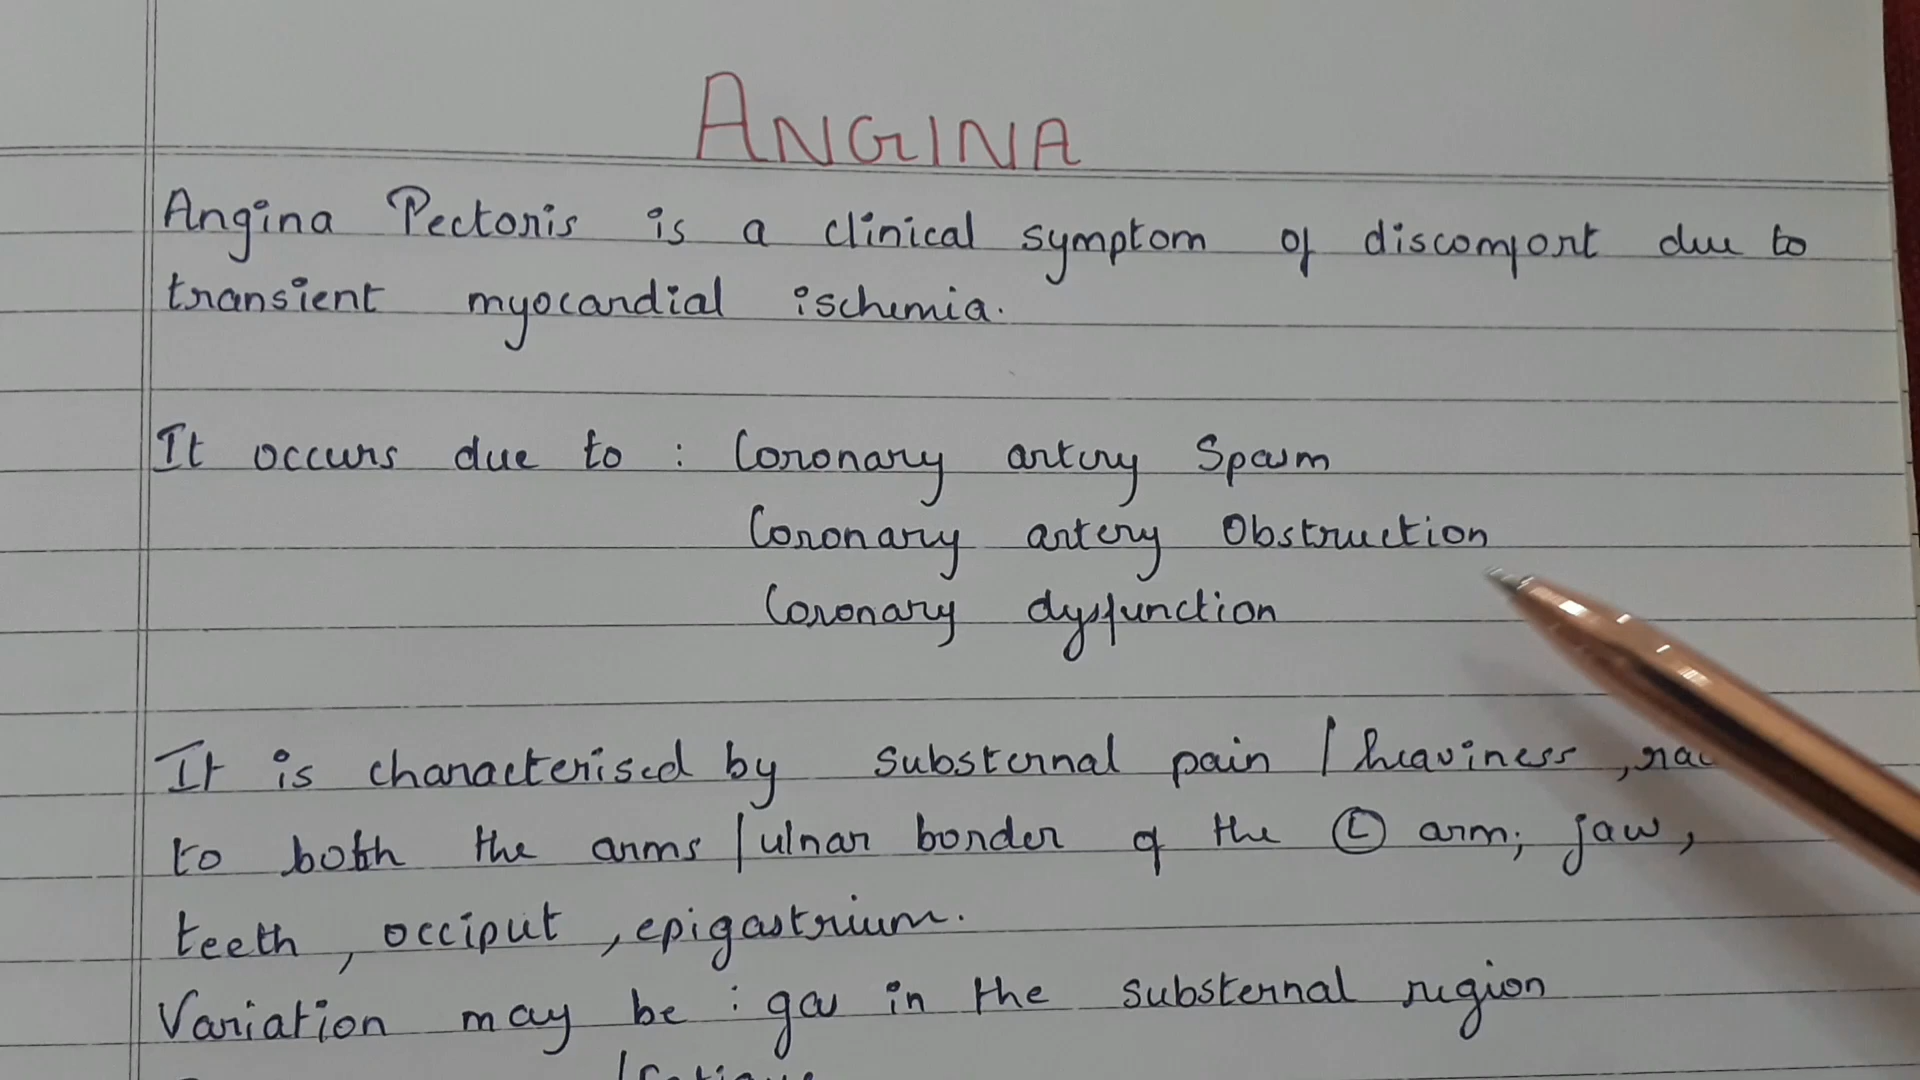 ANGINA
Angina Pectoris is a clinical symptom of discomfort due to
transient myocardial ischemia.
It occurs due to : Coronary artery Spasm
Coronary artery Obstruction
Coronary dysfunction
It is characterised by substernal pain / heaviness ,
to both the arms / ulnar border of the Ⓛ arm; jaw,
teeth, occiput, epigastrium.
Variation may be : gas in the substernal region